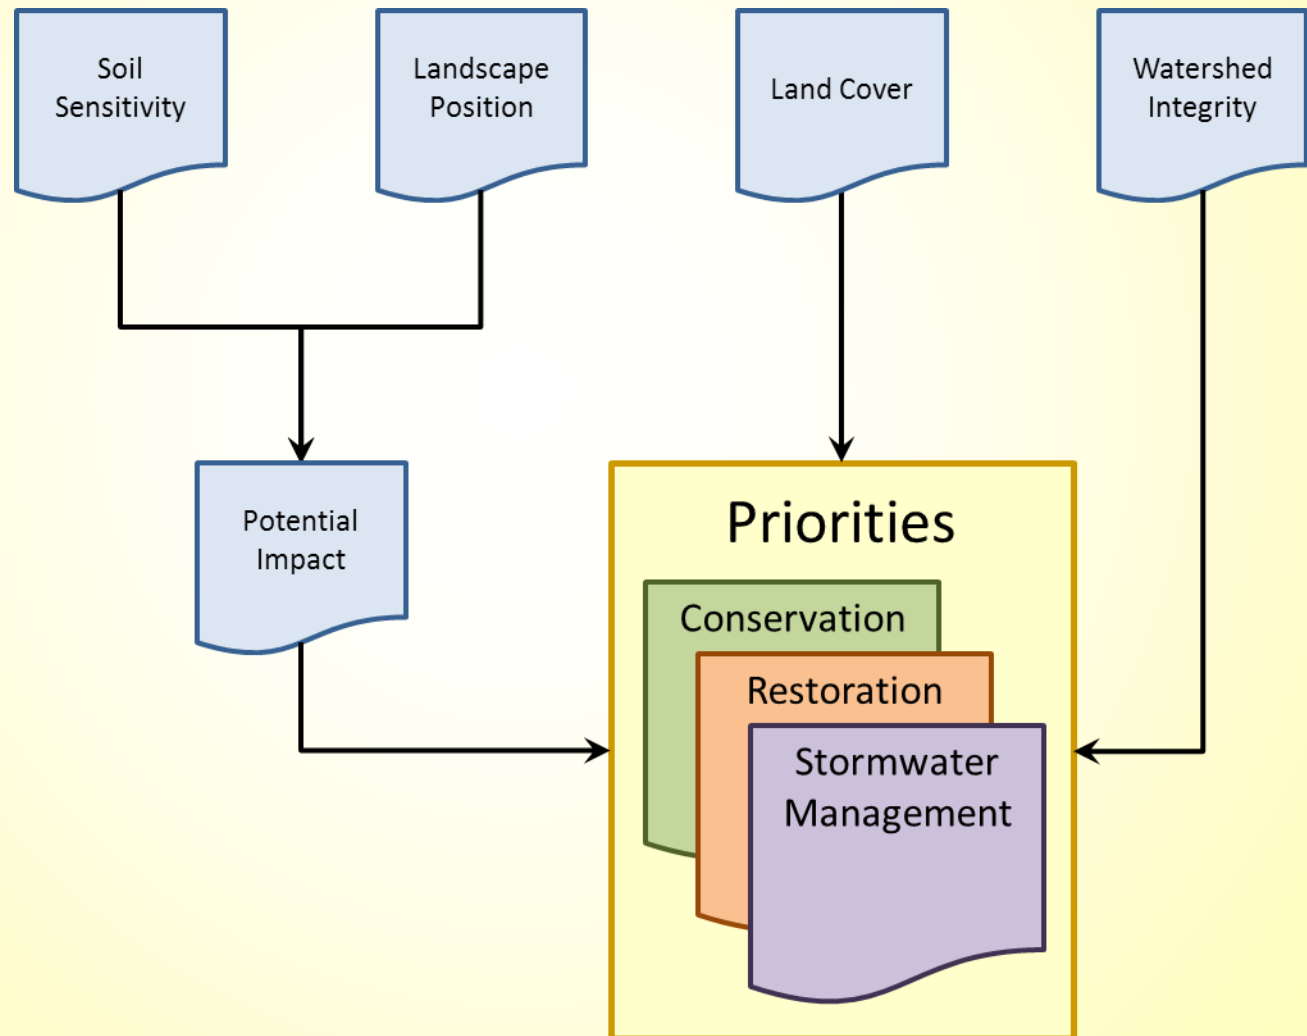 Soil
Sensitivity
Landscape
Position
Land Cover
Watershed
Integrity
Potential
Impact
Priorities
Conservation
Restoration
Stormwater
Management